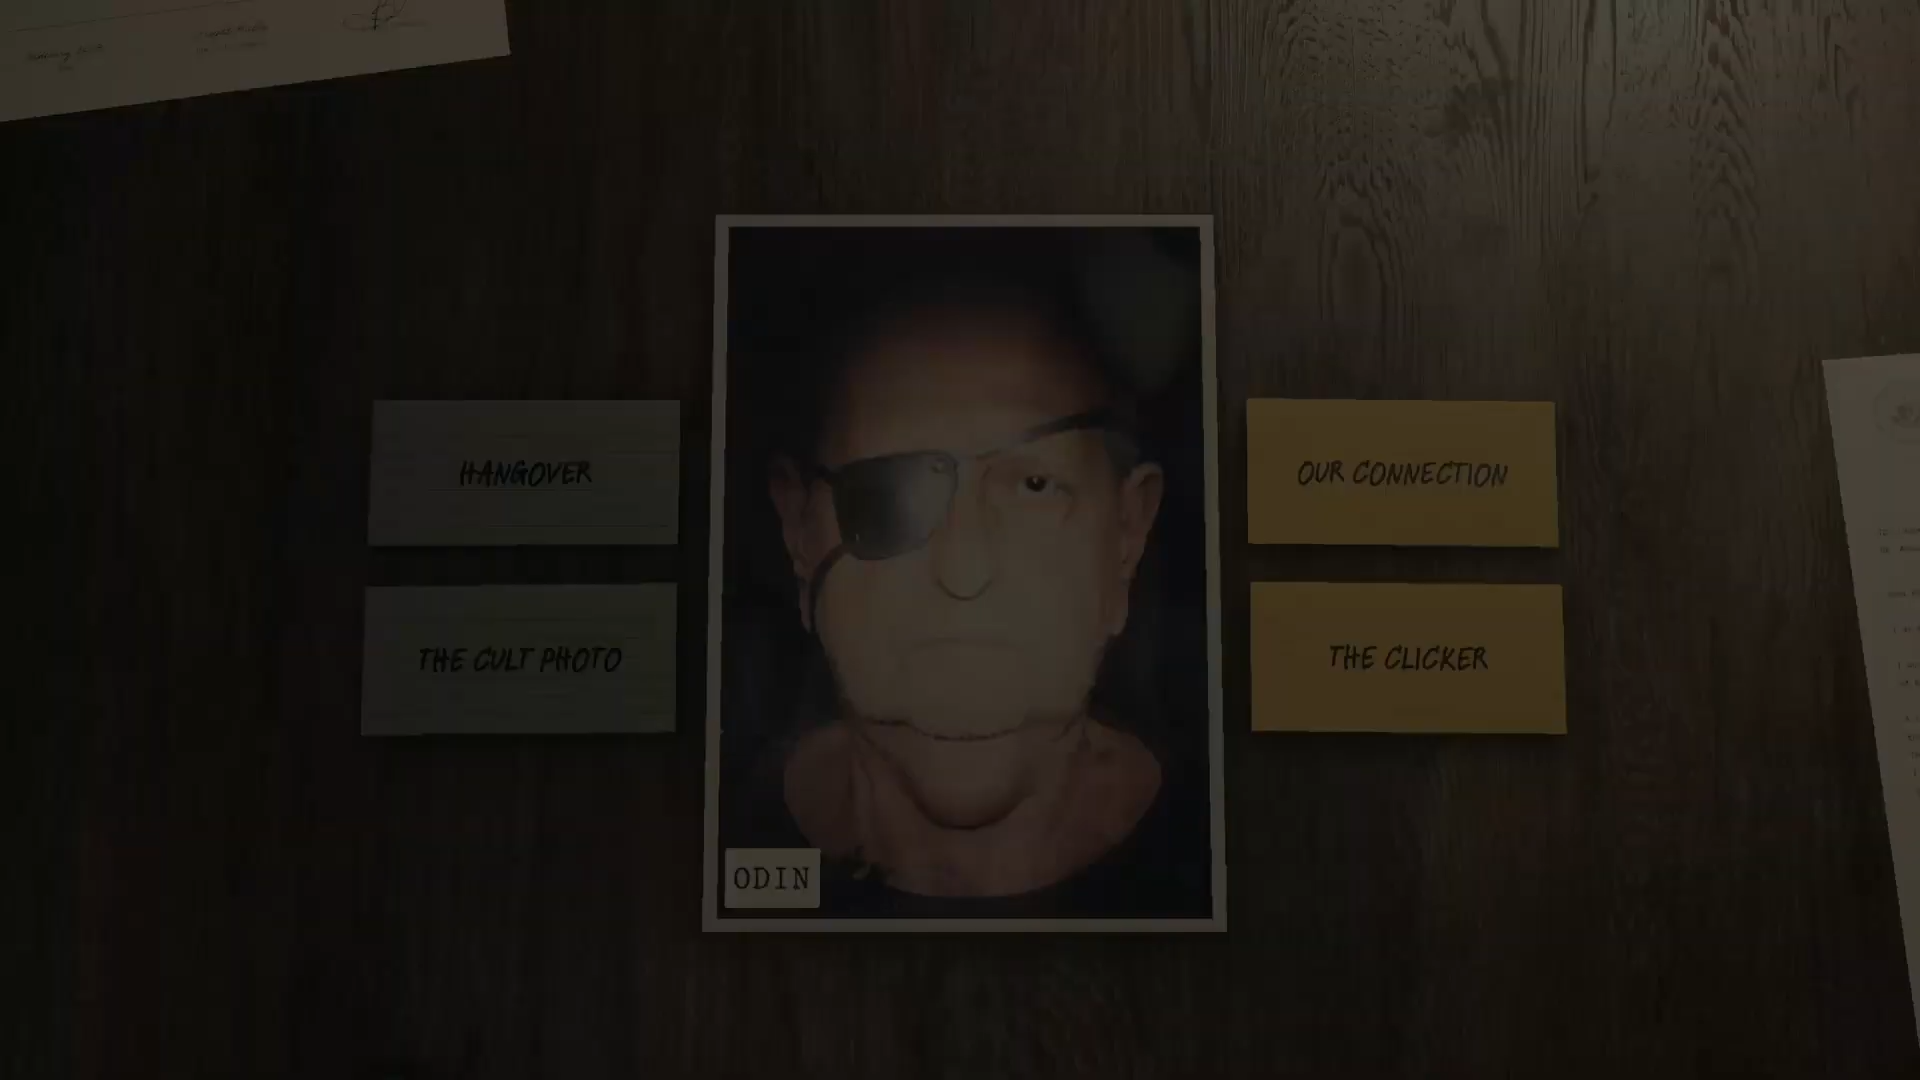 HANGOVER
OUR CONNECTION
THE CULT PHOTO
THE CLICKER
ODIN